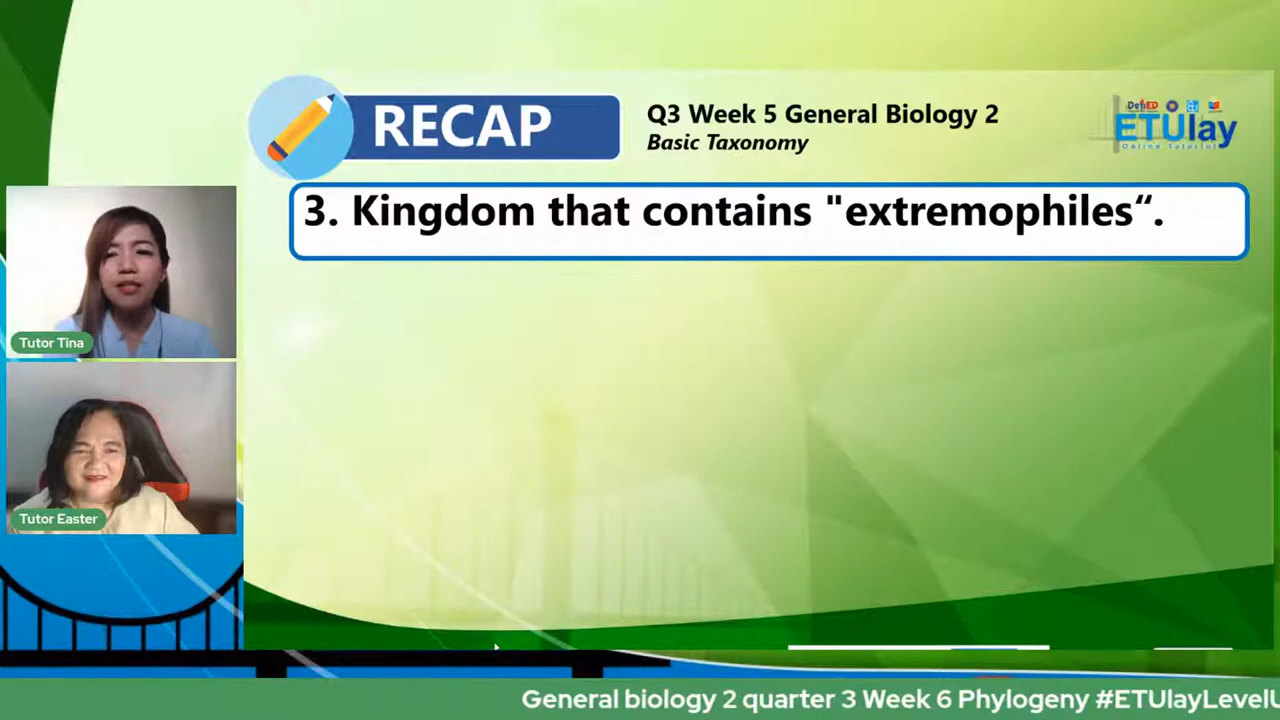 RECAP
Q3 Week 5 General Biology 2
Basic Taxonomy
DepED
ETUlay
Online Tutorial
3. Kingdom that contains "extremophiles“.
Tutor Tina
Tutor Easter
General biology 2 quarter 3 Week 6 Phylogeny #ETUlayLevelU